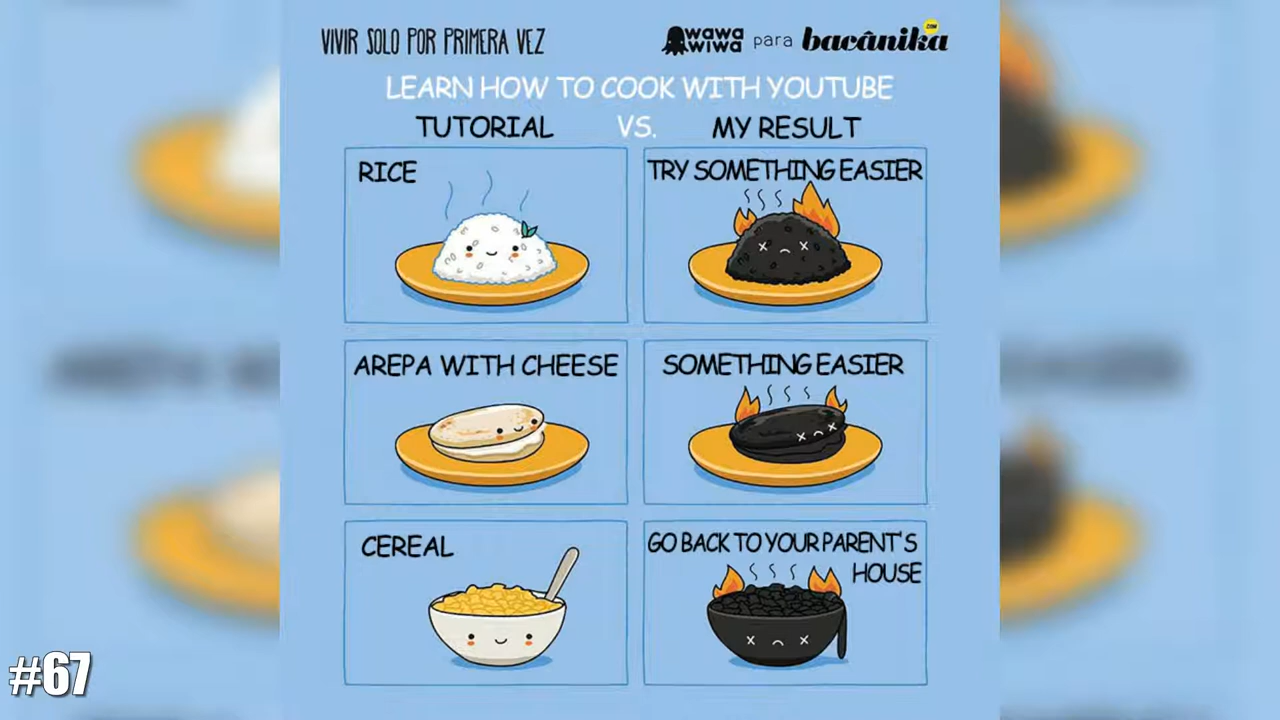 VIVIR SOLO POR PRIMERA VEZ
wawa wiwa para bacânika .COM
LEARN HOW TO COOK WITH YOUTUBE
TUTORIAL VS. MY RESULT
RICE
TRY SOMETHING EASIER
AREPA WITH CHEESE
SOMETHING EASIER
CEREAL
GO BACK TO YOUR PARENT'S
HOUSE
#67